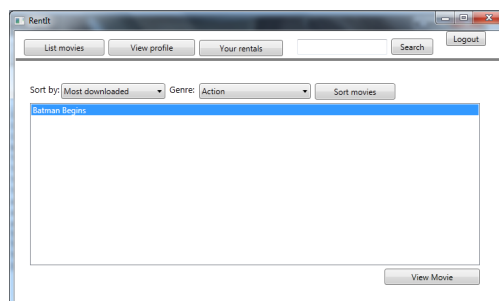 RentIt
Logout
List movies View profile Your rentals Search
Sort by: Most downloaded Genre: Action Sort movies
Batman Begins
View Movie